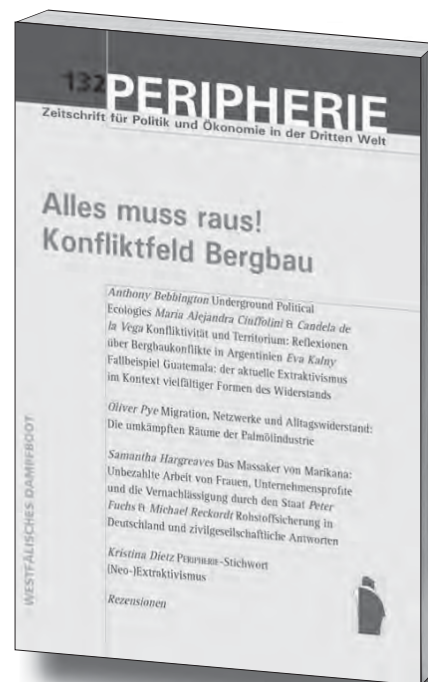 132 PERIPHERIE
Zeitschrift für Politik und Ökonomie in der Dritten Welt
Alles muss raus!
Konfliktfeld Bergbau
Anthony Bebbington Underground Political
Ecologies Maria Alejandra Ciuffolini & Candela de
la Vega Konfliktivität und Territorium: Reflexionen
über Bergbaukonflikte in Argentinien Eva Kalny
Fallbeispiel Guatemala: der aktuelle Extraktivismus
im Kontext vielfältiger Formen des Widerstands
Oliver Pye Migration, Netzwerke und Alltagswiderstand:
Die umkämpften Räume der Palmölindustrie
Samantha Hargreaves Das Massaker von Marikana:
Unbezahlte Arbeit von Frauen, Unternehmensprofite
und die Vernachlässigung durch den Staat Peter
Fuchs & Michael Reckordt Rohstoffsicherung in
Deutschland und zivilgesellschaftliche Antworten
Kristina Dietz PERIPHERIE-Stichwort
(Neo-)Extraktivismus
Rezensionen
WESTFÄLISCHES DAMPFBOOT